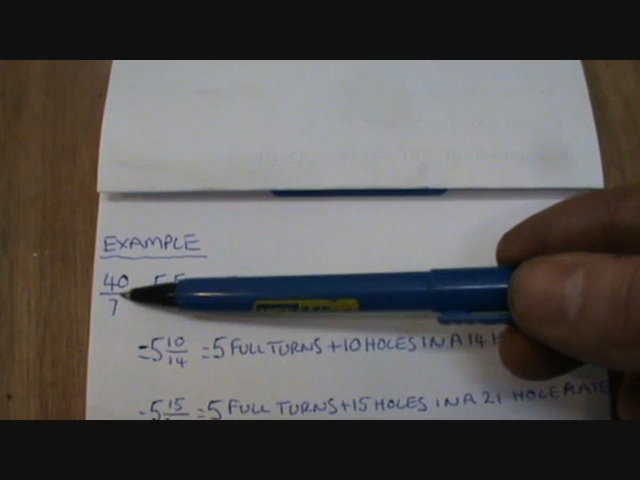 EXAMPLE
40
7
=5 10/14 = 5 FULL TURNS + 10 HOLES IN A 14
= 5 15 = 5 FULL TURNS + 15 HOLES IN A 21 HOLE PLATE